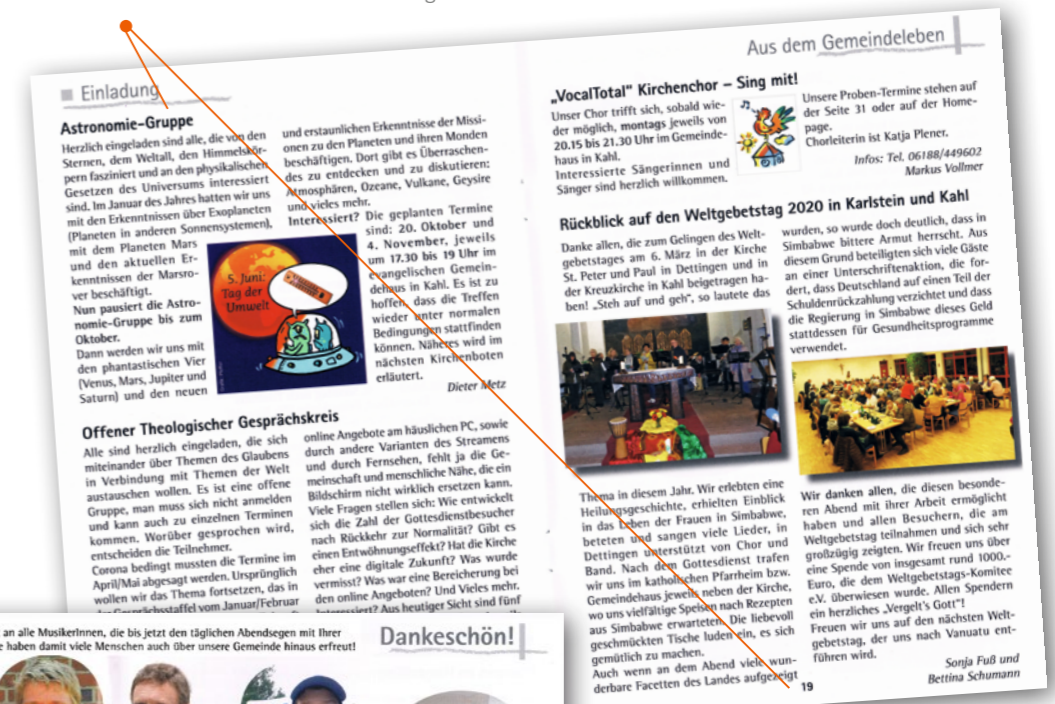 Einladung
Astronomie-Gruppe
Herzlich eingeladen sind alle, die von den
Sternen, dem Weltall, den Himmelskör-
pern fasziniert und an den physikalischen
Gesetzen des Universums interessiert
sind. Im Januar des Jahres hatten wir uns
mit den Erkenntnissen über Exoplaneten
(Planeten in anderen Sonnensystemen),
mit dem Planeten Mars
und den aktuellen Er-
kenntnissen der Marsro-
ver beschäftigt.
Nun pausiert die Astro-
nomie-Gruppe bis zum
Oktober.
Dann werden wir uns mit
den phantastischen Vier
(Venus, Mars, Jupiter und
Saturn) und den neuen
und erstaunlichen Erkenntnisse der Missi-
onen zu den Planeten und ihren Monden
beschäftigen. Dort gibt es Überraschen-
des zu entdecken und zu diskutieren:
Atmosphären, Ozeane, Vulkane, Geysire
und vieles mehr.
Interessiert? Die geplanten Termine
sind: 20. Oktober und
4. November, jeweils
um 17.30 bis 19 Uhr im
evangelischen Gemein-
dehaus in Kahl. Es ist zu
hoffen, dass die Treffen
wieder unter normalen
Bedingungen stattfinden
können. Näheres wird im
nächsten Kirchenboten
erläutert.
Dieter Metz
5. Juni:
Tag der
Umwelt
Offener Theologischer Gesprächskreis
Alle sind herzlich eingeladen, die sich
miteinander über Themen des Glaubens
in Verbindung mit Themen der Welt
austauschen wollen. Es ist eine offene
Gruppe, man muss sich nicht anmelden
und kann auch zu einzelnen Terminen
kommen. Worüber gesprochen wird,
entscheiden die Teilnehmer.
Corona bedingt mussten die Termine im
April/Mai abgesagt werden. Ursprünglich
wollen wir das Thema fortsetzen, das in
der Gesprächsstaffel vom Januar/Februar
online Angebote am häuslichen PC, sowie
durch andere Varianten des Streamens
und durch Fernsehen, fehlt ja die Ge-
meinschaft und menschliche Nähe, die ein
Bildschirm nicht wirklich ersetzen kann.
Viele Fragen stellen sich: Wie entwickelt
sich die Zahl der Gottesdienstbesucher
nach Rückkehr zur Normalität? Gibt es
einen Entwöhnungseffekt? Hat die Kirche
eher eine digitale Zukunft? Was wurde
vermisst? Was war eine Bereicherung bei
den online Angeboten? Und Vieles mehr.
Interessiert? Aus heutiger Sicht sind fünf
an alle MusikerInnen, die bis jetzt den täglichen Abendsegen mit Ihrer
e haben damit viele Menschen auch über unsere Gemeinde hinaus erfreut!
Dankeschön!
Aus dem Gemeindeleben
„VocalTotal" Kirchenchor – Sing mit!
Unser Chor trifft sich, sobald wie-
der möglich, montags jeweils von
20.15 bis 21.30 Uhr im Gemeinde-
haus in Kahl.
Interessierte Sängerinnen und
Sänger sind herzlich willkommen.
Unsere Proben-Termine stehen auf
der Seite 31 oder auf der Home-
page.
Chorleiterin ist Katja Plener.
Infos: Tel. 06188/449602
Markus Vollmer
Rückblick auf den Weltgebetstag 2020 in Karlstein und Kahl
Danke allen, die zum Gelingen des Welt-
gebetstages am 6. März in der Kirche
St. Peter und Paul in Dettingen und in
der Kreuzkirche in Kahl beigetragen ha-
ben! „Steh auf und geh", so lautete das
Thema in diesem Jahr. Wir erlebten eine
Heilungsgeschichte, erhielten Einblick
in das Leben der Frauen in Simbabwe,
beteten und sangen viele Lieder, in
Dettingen unterstützt von Chor und
Band. Nach dem Gottesdienst trafen
wir uns im katholischen Pfarrheim bzw.
Gemeindehaus jeweils neben der Kirche,
wo uns vielfältige Speisen nach Rezepten
aus Simbabwe erwarteten. Die liebevoll
geschmückten Tische luden ein, es sich
gemütlich zu machen.
Auch wenn an dem Abend viele wun-
derbare Facetten des Landes aufgezeigt
wurden, so wurde doch deutlich, dass in
Simbabwe bittere Armut herrscht. Aus
diesem Grund beteiligten sich viele Gäste
an einer Unterschriftenaktion, die for-
dert, dass Deutschland auf einen Teil der
Schuldenrückzahlung verzichtet und dass
die Regierung in Simbabwe dieses Geld
stattdessen für Gesundheitsprogramme
verwendet.
Wir danken allen, die diesen besonde-
ren Abend mit ihrer Arbeit ermöglicht
haben und allen Besuchern, die am
Weltgebetstag teilnahmen und sich sehr
großzügig zeigten. Wir freuen uns über
eine Spende von insgesamt rund 1000.-
Euro, die dem Weltgebetstags-Komitee
e.V. überwiesen wurde. Allen Spendern
ein herzliches „Vergelt's Gott"!
Freuen wir uns auf den nächsten Welt-
gebetstag, der uns nach Vanuatu ent-
führen wird.
Sonja Fuß und
Bettina Schumann
19